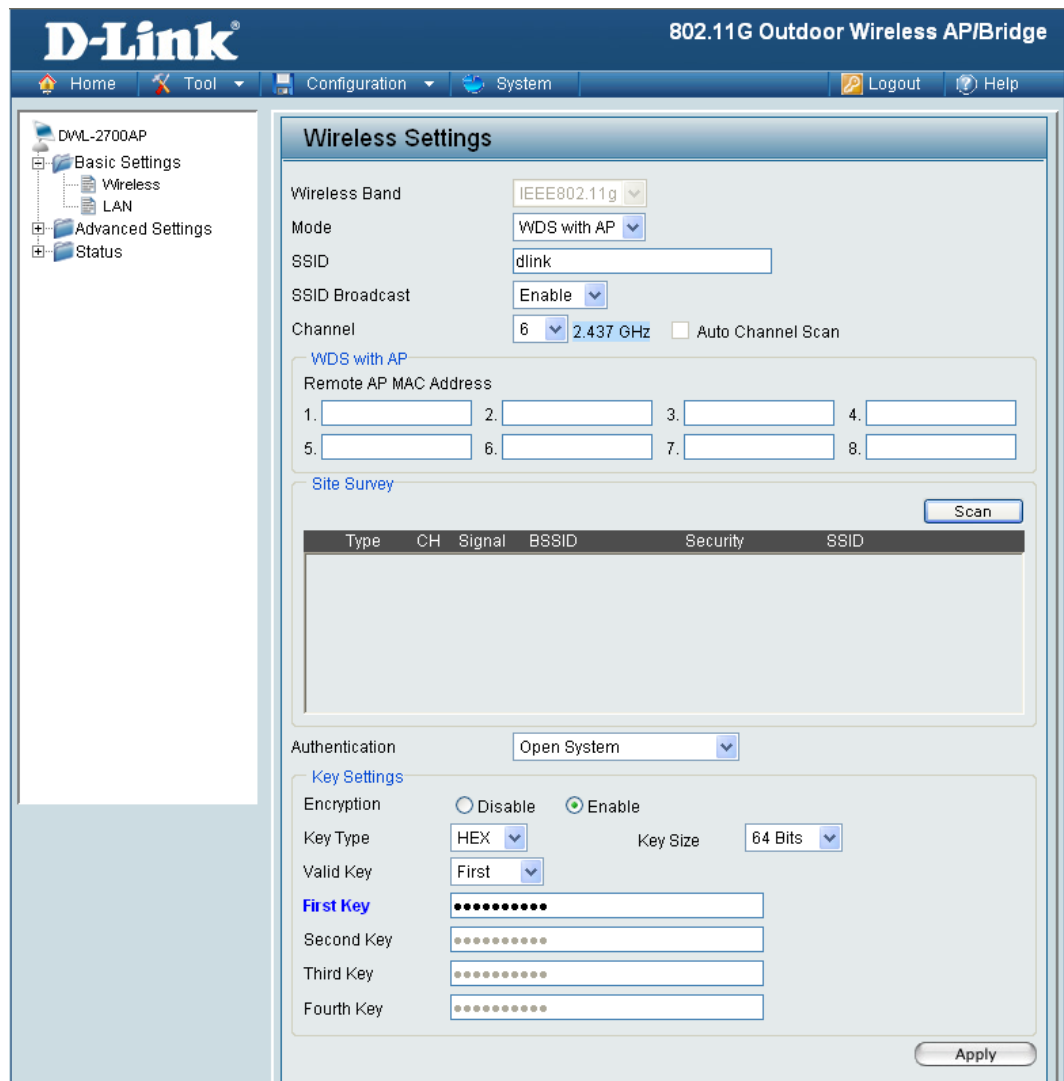 D-Link®
802.11G Outdoor Wireless AP/Bridge
Home Tool Configuration System Logout Help
DWL-2700AP
Basic Settings
Wireless
LAN
Advanced Settings
Status
Wireless Settings
Wireless Band IEEE802.11g
Mode WDS with AP
SSID dlink
SSID Broadcast Enable
Channel 6 2.437 GHz Auto Channel Scan
WDS with AP
Remote AP MAC Address
1. 2. 3. 4.
5. 6. 7. 8.
Site Survey
Scan
Type CH Signal BSSID Security SSID
Authentication Open System
Key Settings
Encryption Disable Enable
Key Type HEX Key Size 64 Bits
Valid Key First
First Key ●●●●●●●●●●
Second Key ●●●●●●●●●●
Third Key ●●●●●●●●●●
Fourth Key ●●●●●●●●●●
Apply